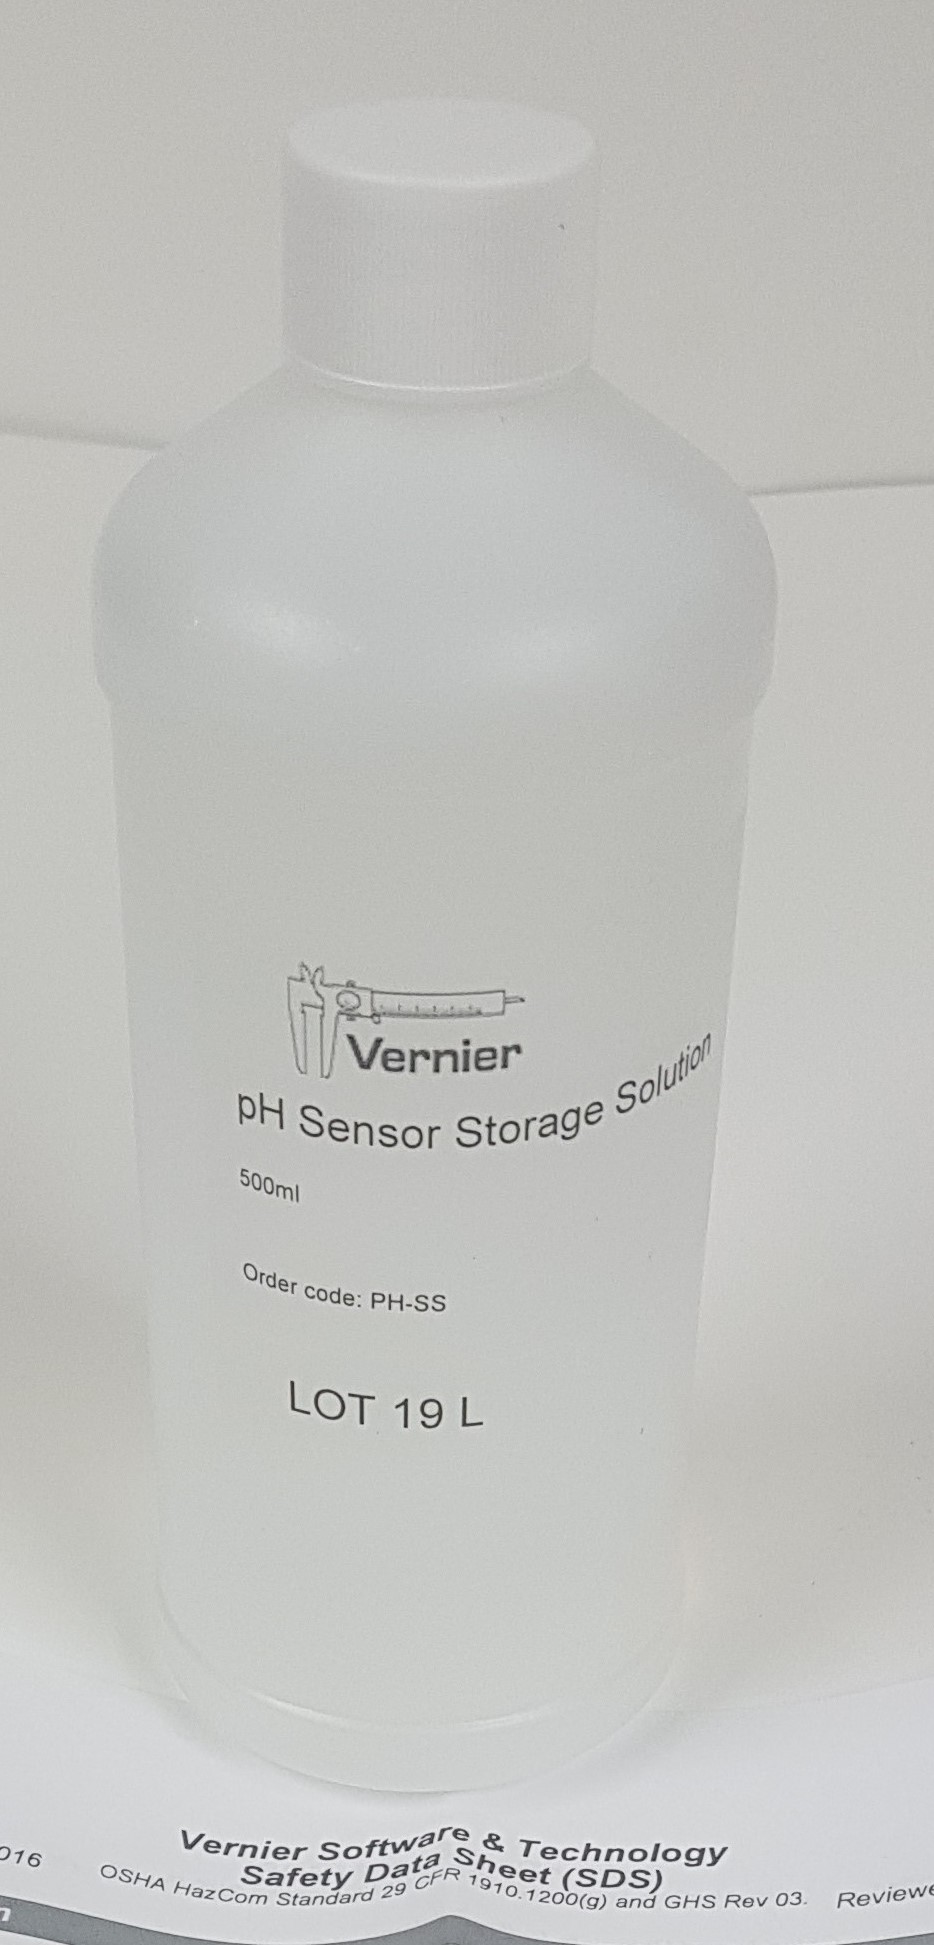 Vernier
pH Sensor Storage Solution
500ml
Order code: PH-SS
LOT 19 L
Vernier Software & Technology
016
Safety Data Sheet (SDS)
OSHA HazCom Standard 29 CFR 1910.1200(g) and GHS Rev 03.